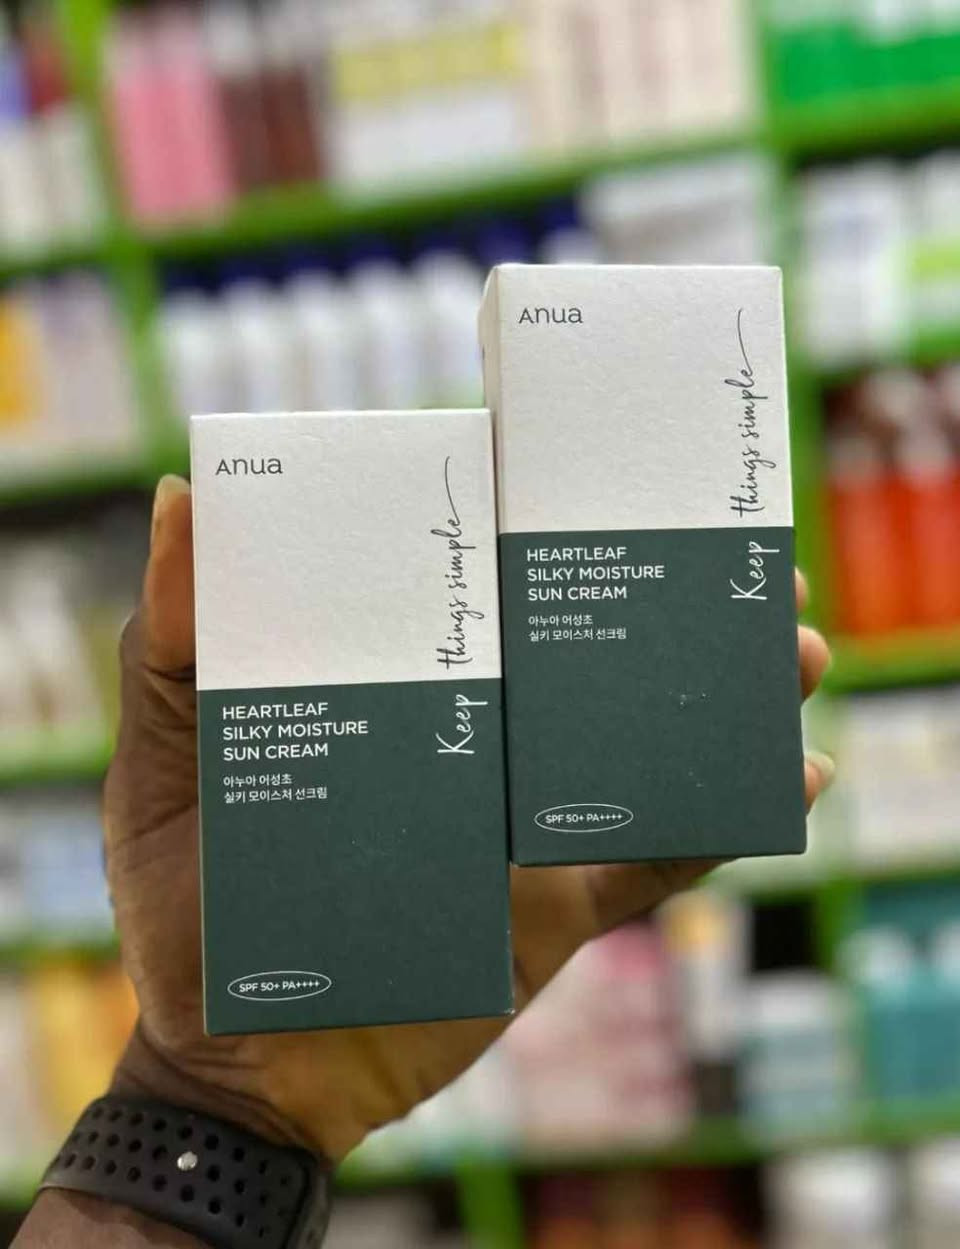 Anua
Keep things simple
HEARTLEAF
SILKY MOISTURE
SUN CREAM
아누아 어성초
실키 모이스처 선크림
SPF 50+ PA++++
Anua
Keep things simple
HEARTLEAF
SILKY MOISTURE
SUN CREAM
아누아 어성초
실키 모이스처 선크림
SPF 50+ PA++++